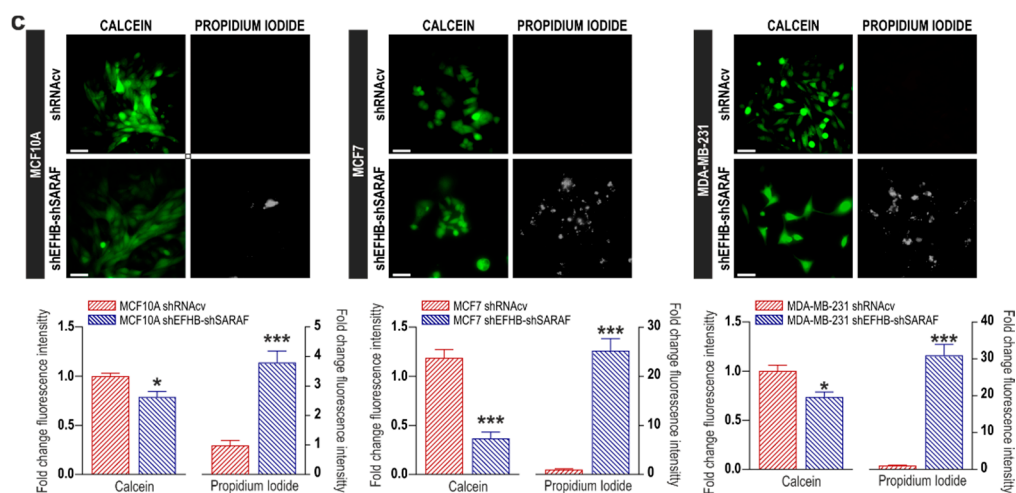 C
CALCEIN PROPIDIUM IODIDE
MCF10A
shRNAcv
shEFHB-shSARAF
CALCEIN PROPIDIUM IODIDE
MCF7
shRNAcv
shEFHB-shSARAF
CALCEIN PROPIDIUM IODIDE
MDA-MB-231
shRNAcv
shEFHB-shSARAF
MCF10A shRNAcv
MCF10A shEFHB-shSARAF
Fold change fluorescence intensity
1.5
1.0
0.5
0.0
*
***
5
4
3
2
1
0
Fold change fluorescence intensitty
Calcein Propidium Iodide
MCF7 shRNAcv
MCF7 shEFHB-shSARAF
Fold change fluorescence intensity
1.5
1.0
0.5
0.0
***
***
30
20
10
0
Fold change fluorescence intensitty
Calcein Propidium Iodide
MDA-MB-231 shRNAcv
MDA-MB-231 shEFHB-shSARAF
Fold change fluorescence intensity
1.5
1.0
0.5
0.0
*
***
40
30
20
10
0
Fold change fluorescence intensitty
Calcein Propidium Iodide